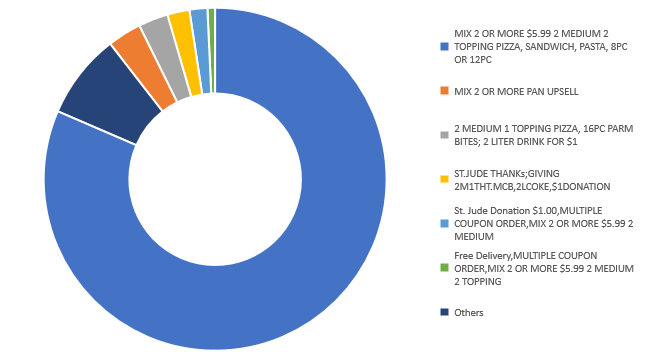 MIX 2 OR MORE $5.99 2 MEDIUM 2
TOPPING PIZZA, SANDWICH, PASTA, 8PC
OR 12PC
MIX 2 OR MORE PAN UPSELL
2 MEDIUM 1 TOPPING PIZZA, 16PC PARM
BITES; 2 LITER DRINK FOR $1
ST.JUDE THANKs;GIVING
2M1THT.MCB,2LCOKE,$1DONATION
St. Jude Donation $1.00,MULTIPLE
COUPON ORDER,MIX 2 OR MORE $5.99 2
MEDIUM
Free Delivery,MULTIPLE COUPON
ORDER,MIX 2 OR MORE $5.99 2 MEDIUM
2 TOPPING
Others